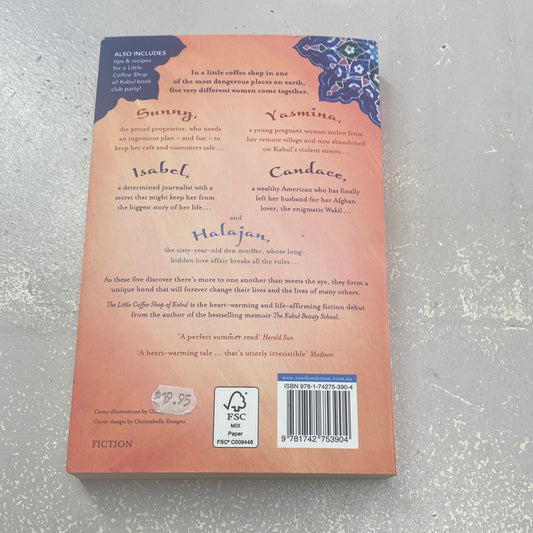 ALSO INCLUDES
tips & recipes
for a Little
Coffee Shop
of Kabul book
club party!
In a little coffee shop in one
of the most dangerous places on earth,
five very different women come together.
Sunny,
the proud proprietor, who needs
an ingenious plan – and fast – to
keep her café and customers safe...
Yasmina,
a young pregnant woman stolen from
her remote village and now abandoned
on Kabul's violent streets...
Isabel,
a determined journalist with a
secret that might keep her from
the biggest story of her life...
Candace,
a wealthy American who has finally
left her husband for her Afghan
lover, the enigmatic Wakil...
and
Halajan,
the sixty-year-old den mother, whose long-
hidden love affair breaks all the rules...
As these five discover there's more to one another than meets the eye, they form a
unique bond that will forever change their lives and the lives of many others.
The Little Coffee Shop of Kabul is the heart-warming and life-affirming fiction debut
from the author of the bestselling memoir The Kabul Beauty School.
'A perfect summer read' Herald Sun
'A heart-warming tale ... that's utterly irresistible' Madison
$19.95
Cover illustrations by
Cover design by Christabella Designs
FICTION
FSC
MIX
Paper
FSC® C009448
www.randomhouse.com.au
ISBN 978-1-74275-390-4
9 781742 753904